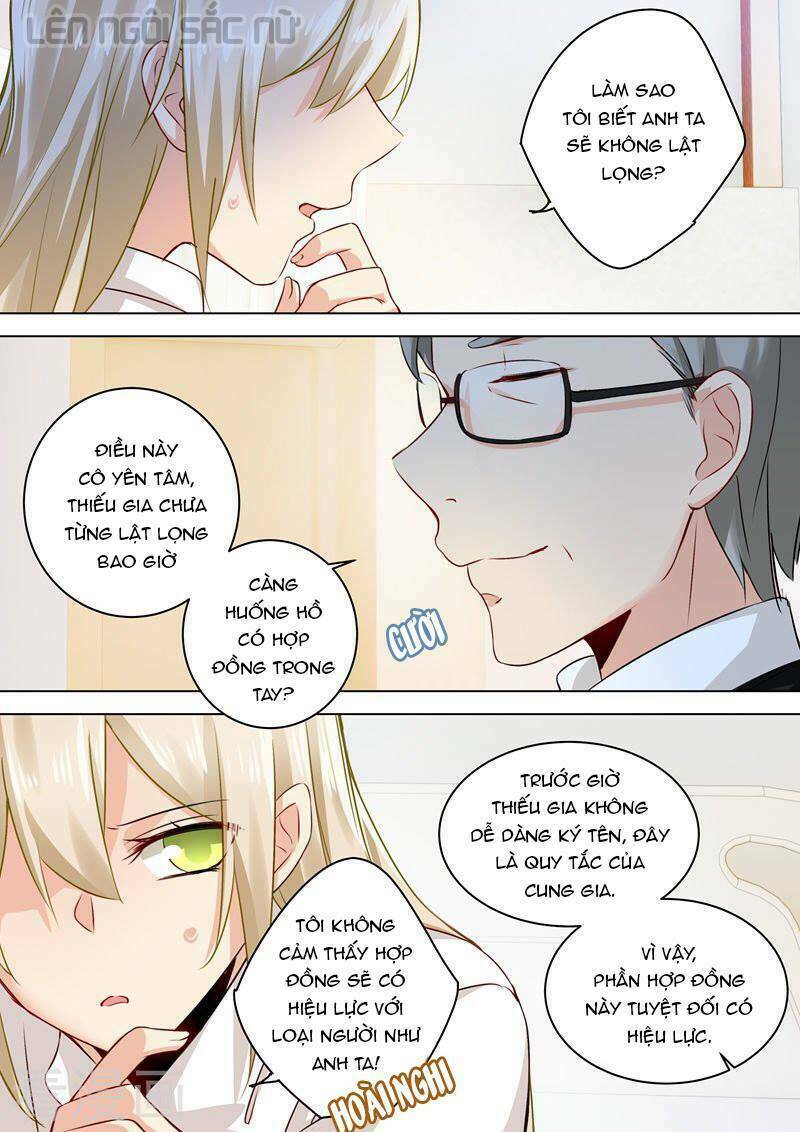 LÊN NGÔI SẮC NỮ
LÀM SAO
TÔI BIẾT ANH TA
SẼ KHÔNG LẬT
LỌNG?
ĐIỀU NÀY
CÔ YÊN TÂM,
THIẾU GIA CHƯA
TỪNG LẬT LỌNG
BAO GIỜ
CÀNG
HUỐNG HỒ
CÓ HỢP
ĐỒNG TRONG
TAY?
CƯỜI
TRƯỚC GIỜ
THIẾU GIA KHÔNG
DỄ DÀNG KÝ TÊN, ĐÂY
LÀ QUY TẮC CỦA
CUNG GIA.
VÌ VẬY,
PHẦN HỢP ĐỒNG
NÀY TUYỆT ĐỐI CÓ
HIỆU LỰC.
TÔI KHÔNG
CẢM THẤY HỢP
ĐỒNG SẼ CÓ
HIỆU LỰC VỚI
LOẠI NGƯỜI NHƯ
ANH TA!
HOÀI NGHI